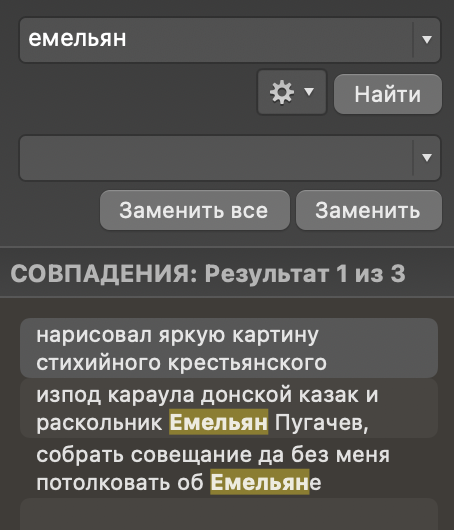 емельян
Найти
Заменить все
Заменить
СОВПАДЕНИЯ: Результат 1 из 3
нарисовал яркую картину
стихийного крестьянского
изпод караула донской казак и
раскольник Емельян Пугачев,
собрать совещание да без меня
потолковать об Емельяне